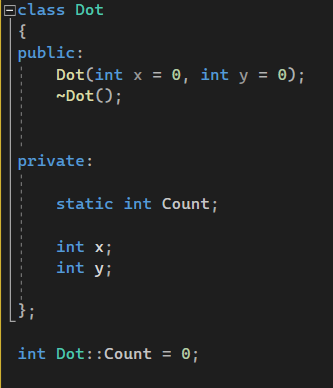 class Dot
{
public:
    Dot(int x = 0, int y = 0);
    ~Dot();
private:
    static int Count;
    int x;
    int y;
};
int Dot::Count = 0;